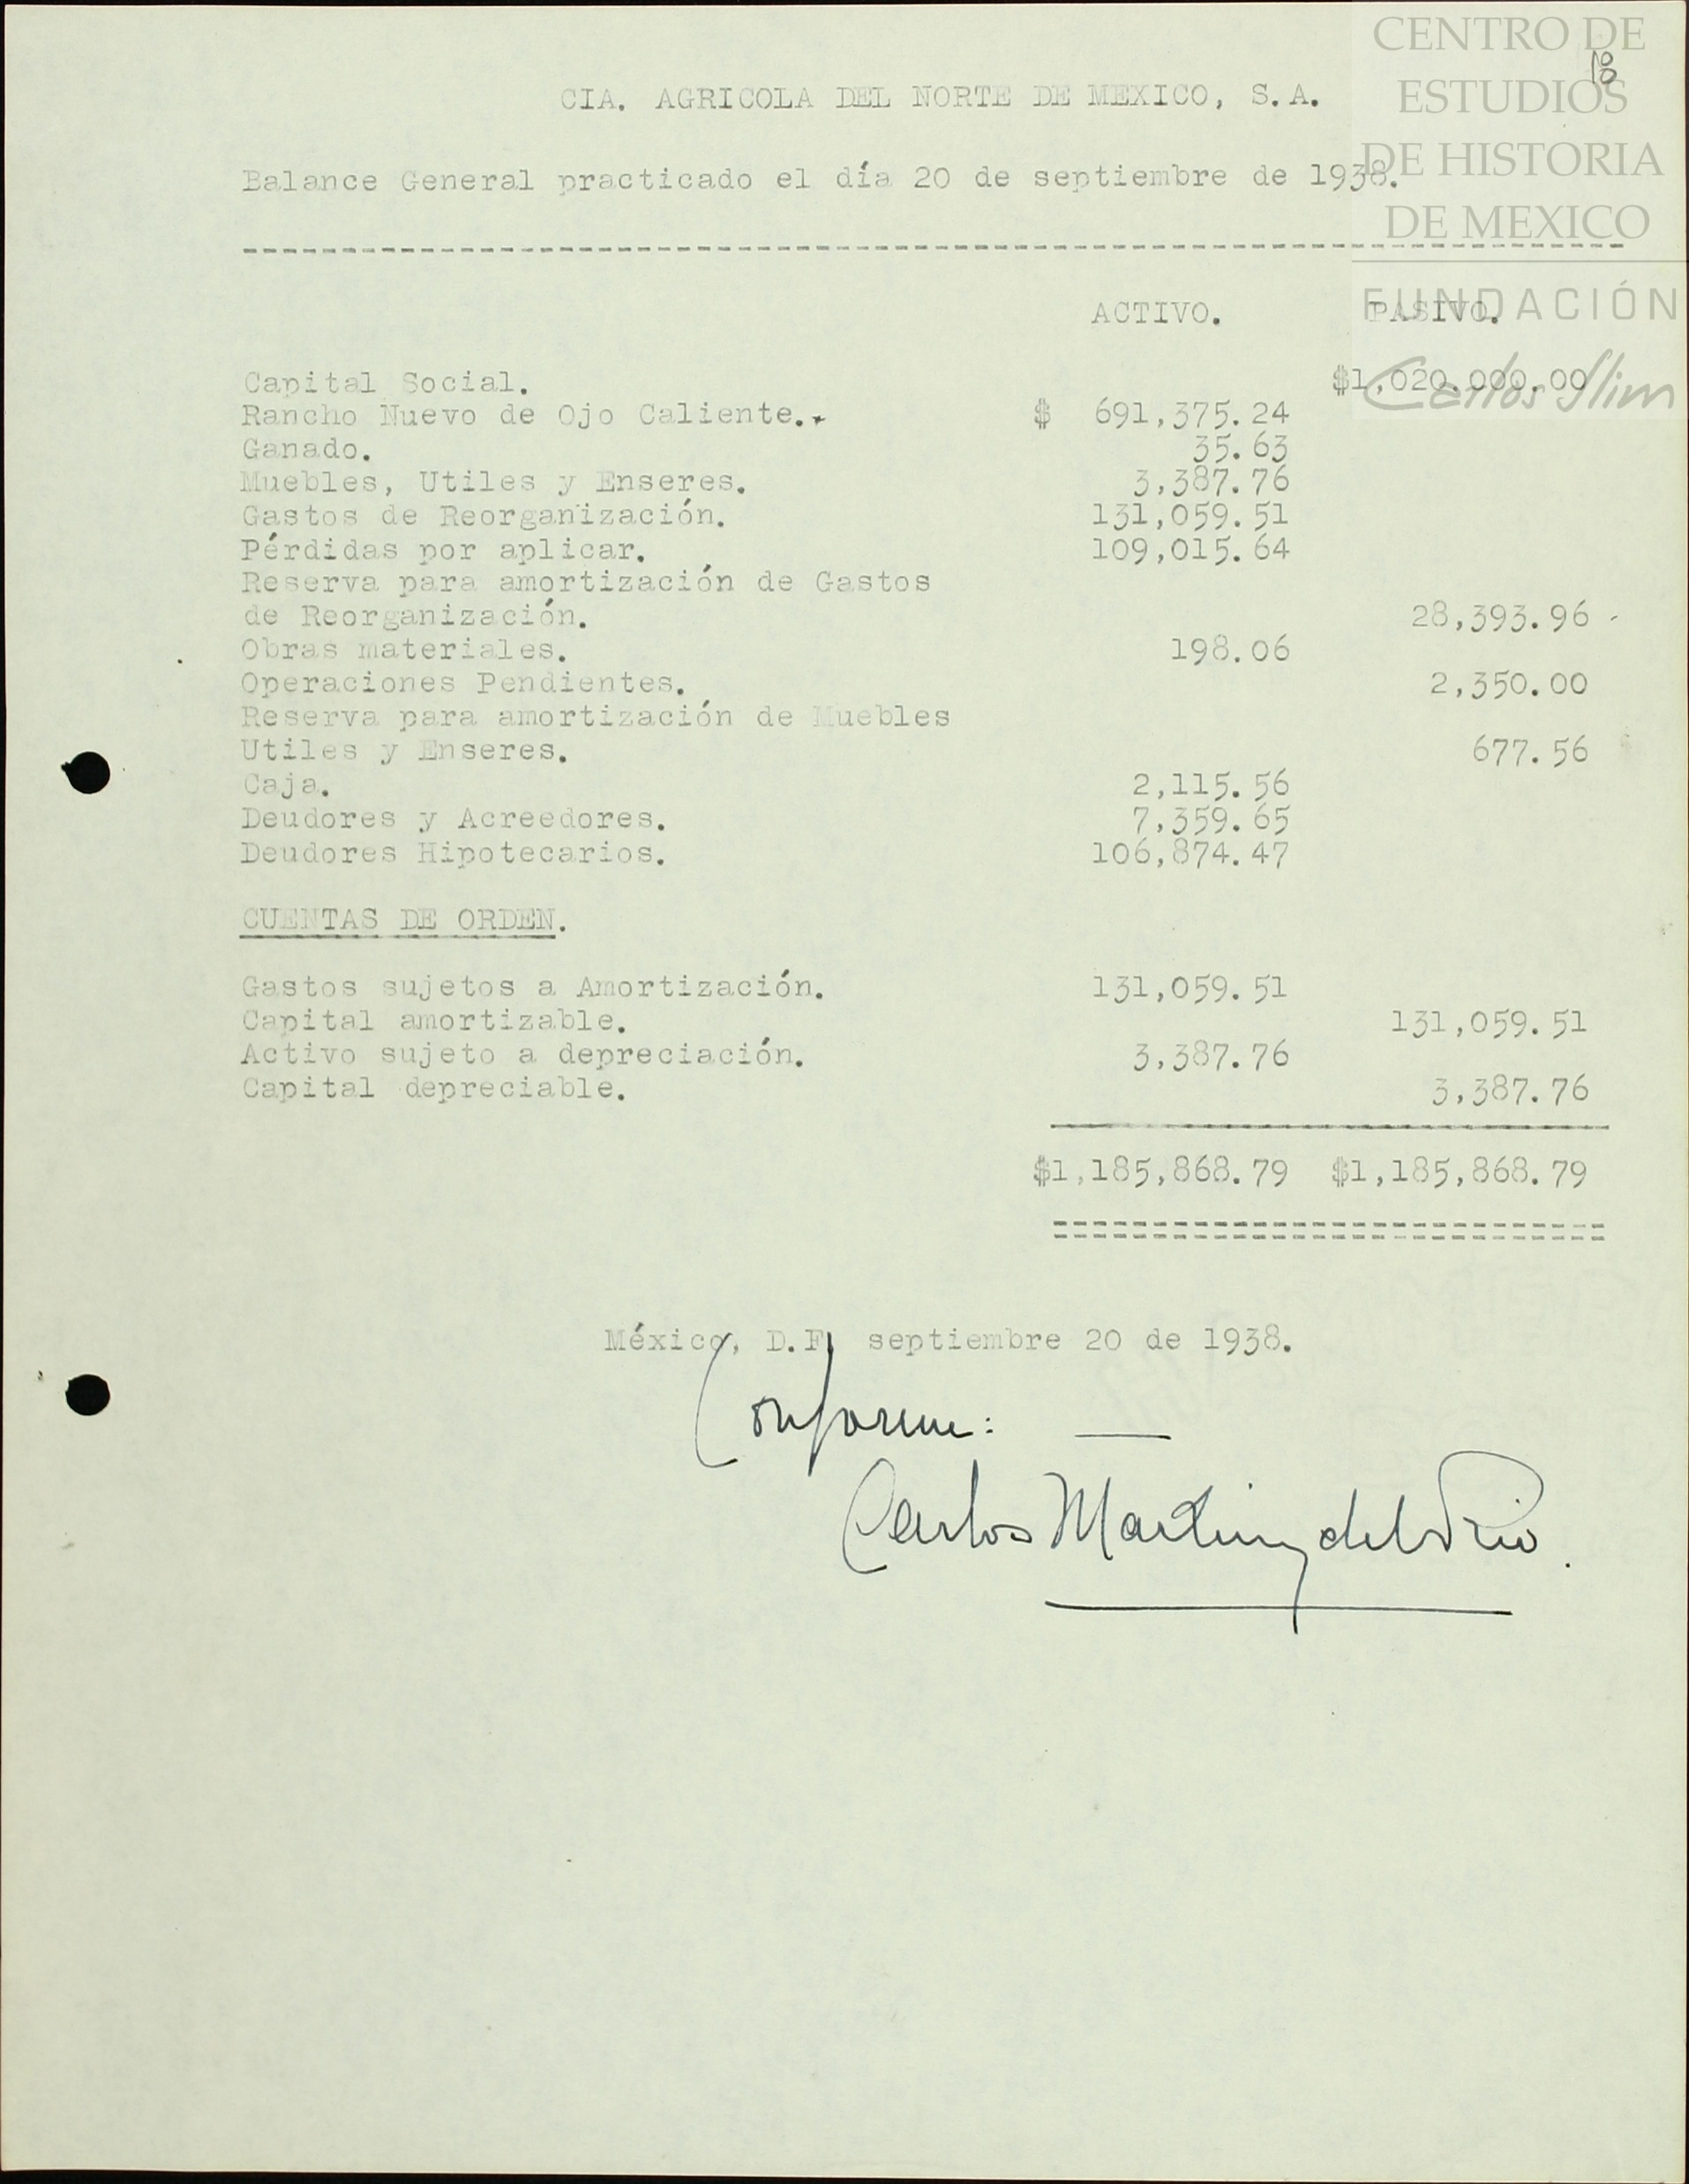 CENTRO DE
ESTUDIOS
DE HISTORIA
DE MEXICO
FUNDACIÓN
Carlos Slim
18
CIA. AGRICOLA DEL NORTE DE MEXICO, S.A.
Balance General practicado el día 20 de septiembre de 1938.
ACTIVO. PASIVO.
Capital Social. $1,020.000.00
Rancho Nuevo de Ojo Caliente. $ 691,375.24
Ganado. 35.63
Muebles, Utiles y Enseres. 3,387.76
Gastos de Reorganización. 131,059.51
Pérdidas por aplicar. 109,015.64
Reserva para amortización de Gastos
de Reorganización. 28,393.96
Obras materiales. 198.06
Operaciones Pendientes. 2,350.00
Reserva para amortización de Muebles
Utiles y Enseres. 677.56
Caja. 2,115.56
Deudores y Acreedores. 7,359.65
Deudores Hipotecarios. 106,874.47
CUENTAS DE ORDEN.
Gastos sujetos a Amortización. 131,059.51
Capital amortizable. 131,059.51
Activo sujeto a depreciación. 3,387.76
Capital depreciable. 3,387.76
$1,185,868.79 $1,185,868.79
México, D.F, septiembre 20 de 1938.
Conforme:
Carlos Martinez del Rio.